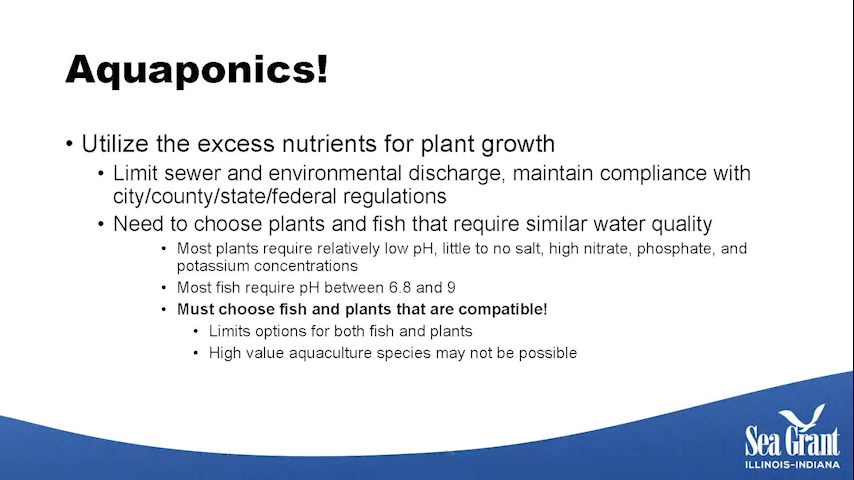 Aquaponics!
• Utilize the excess nutrients for plant growth
• Limit sewer and environmental discharge, maintain compliance with
city/county/state/federal regulations
• Need to choose plants and fish that require similar water quality
• Most plants require relatively low pH, little to no salt, high nitrate, phosphate, and
potassium concentrations
• Most fish require pH between 6.8 and 9
• Must choose fish and plants that are compatible!
• Limits options for both fish and plants
• High value aquaculture species may not be possible
Sea Grant
ILLINOIS-INDIANA